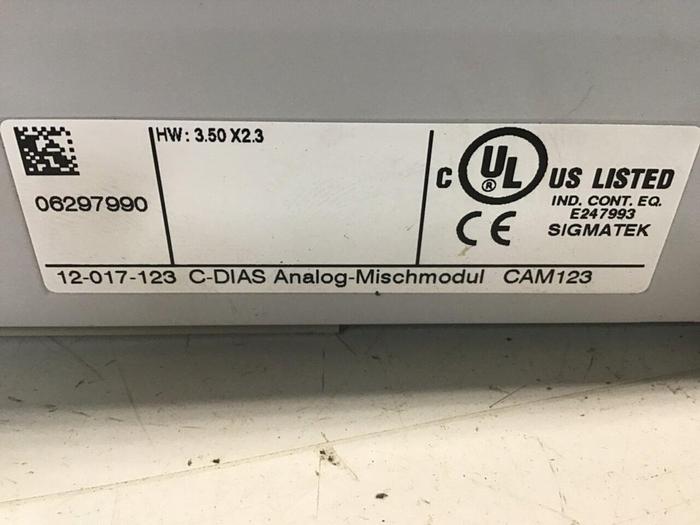 06297990
HW: 3.50 X2.3
C UL ® US LISTED
IND. CONT. EQ.
E247993
CE SIGMATEK
12-017-123 C-DIAS Analog-Mischmodul CAM123